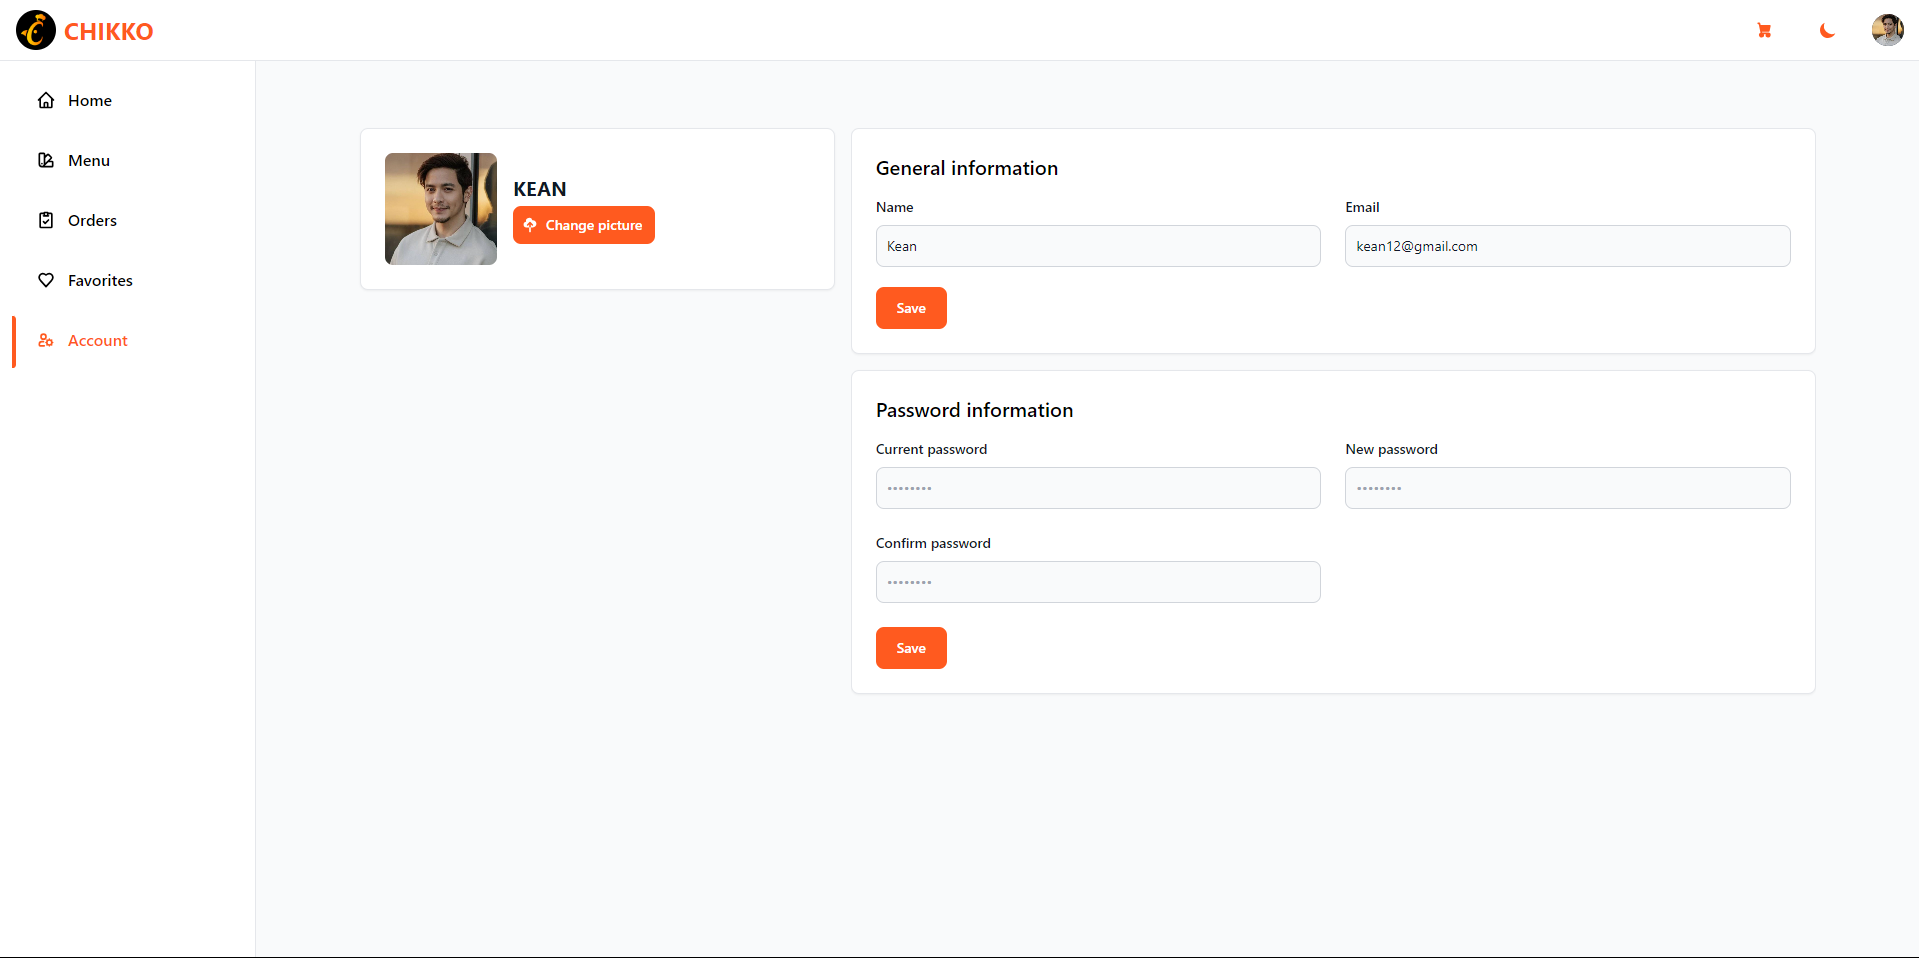 CHIKKO
Home
Menu
Orders
Favorites
Account
KEAN
Change picture
General information
Name
Email
Kean
kean12@gmail.com
Save
Password information
Current password
New password
••••••••
••••••••
Confirm password
••••••••
Save